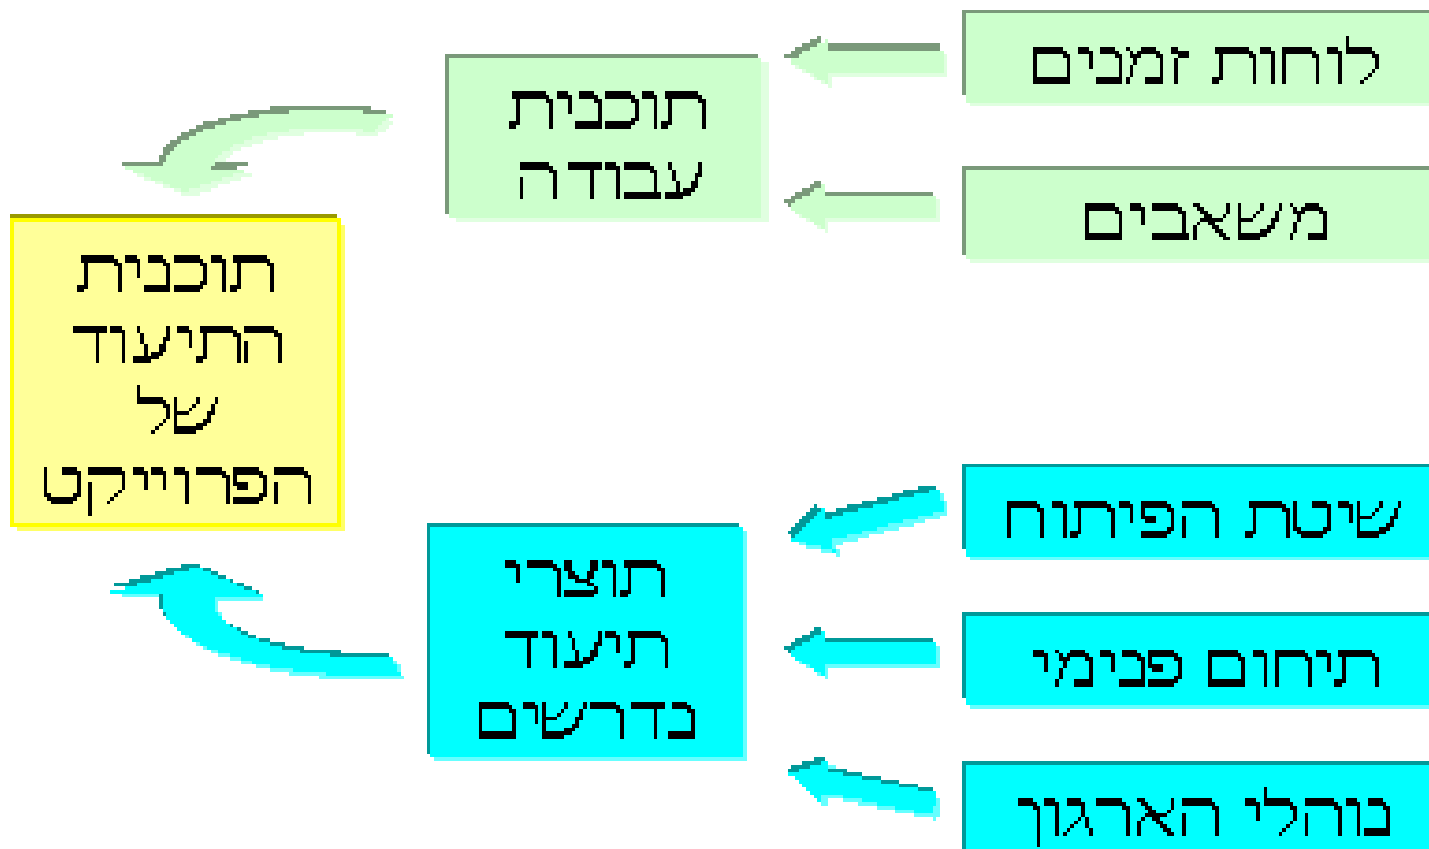 לוחות זמנים
משאבים
תוכנית
עבודה
תוכנית
התיעוד
של
הפרוייקט
שיטת הפיתוח
תיחום פנימי
נוהלי הארגון
תוצרי
תיעוד
נדרשים